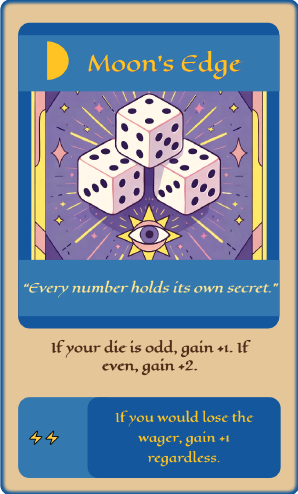 Moon's Edge
"Every number holds its own secret."
If your die is odd, gain +1. If
even, gain +2.
If you would lose the
wager, gain +1
regardless.